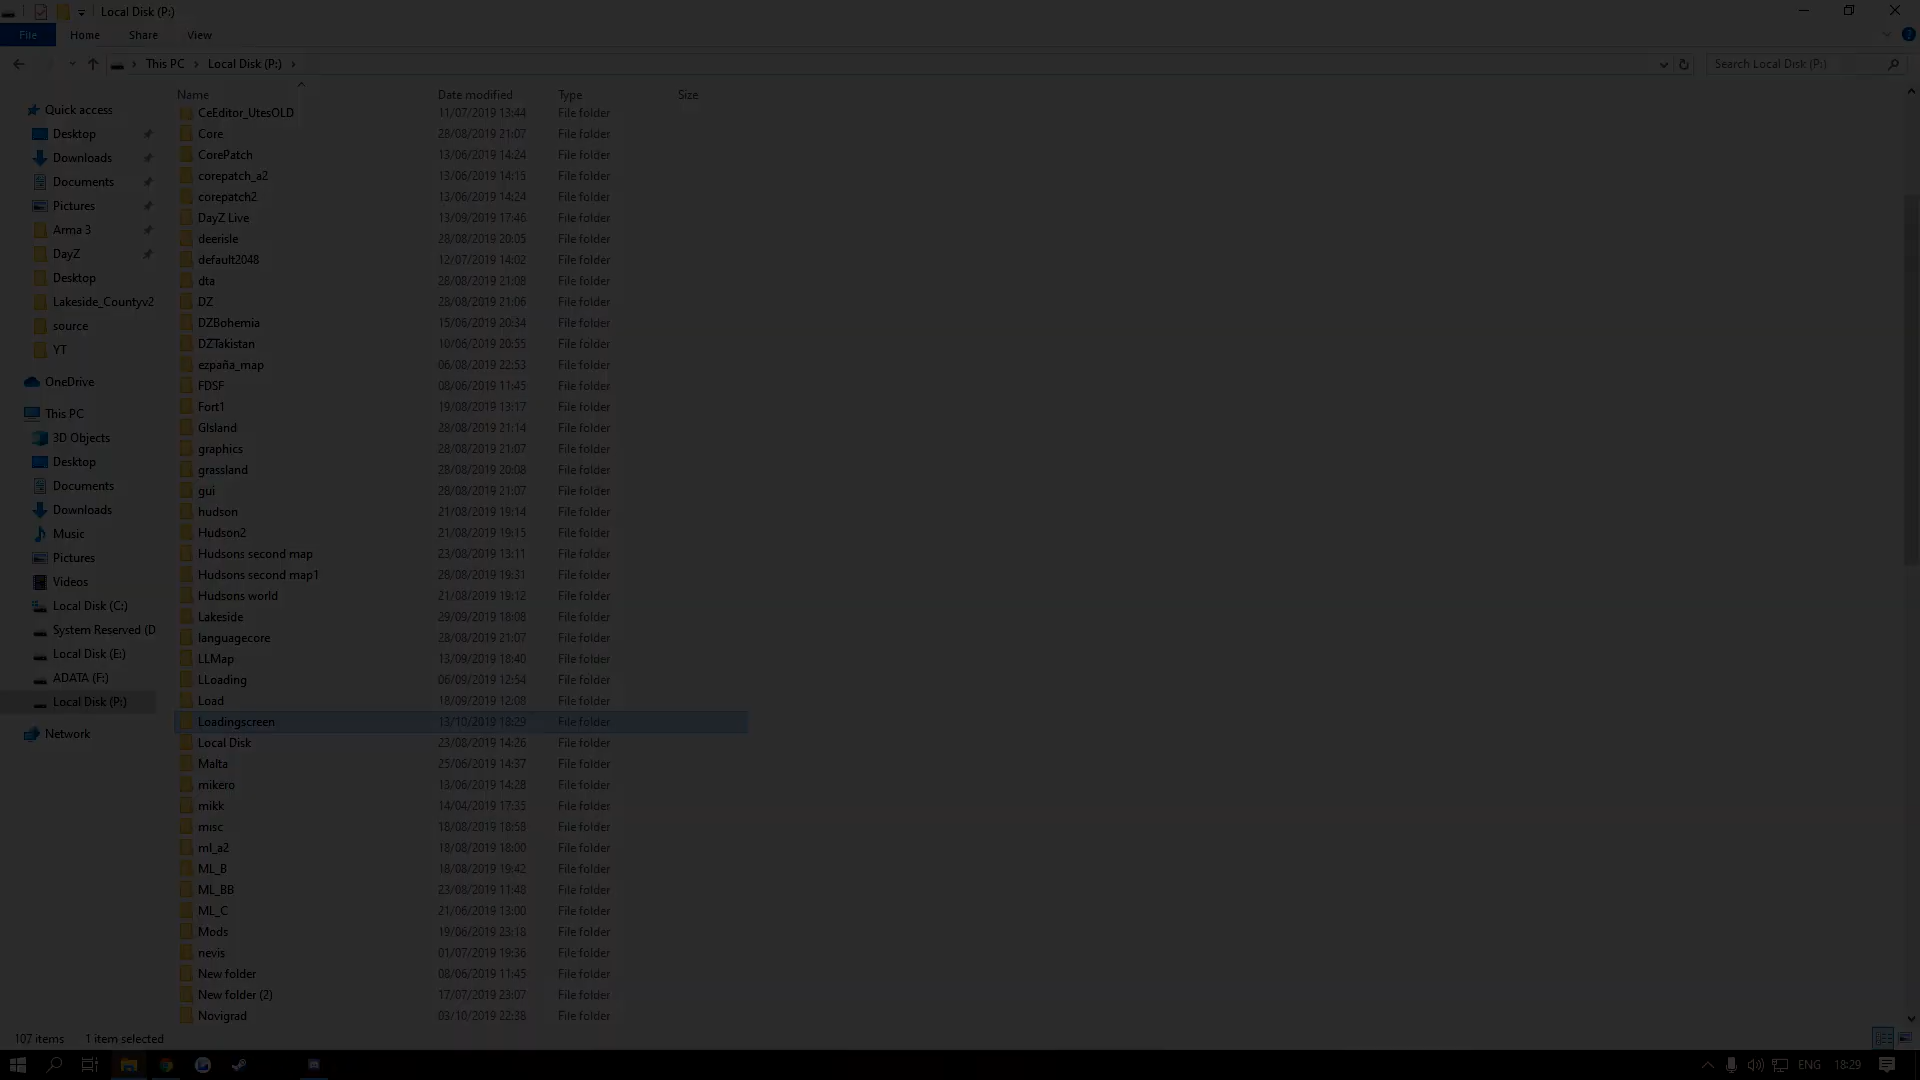 Local Disk (P:)
File Home Share View
This PC Local Disk (P:) Search Local Disk (P:)
Name Date modified Type Size
Quick access
Desktop
Downloads
Documents
Pictures
Arma 3
DayZ
Desktop
Lakeside_Countyv2
source
YT
OneDrive
This PC
3D Objects
Desktop
Documents
Downloads
Music
Pictures
Videos
Local Disk (C:)
System Reserved (D
Local Disk (E:)
ADATA (F:)
Local Disk (P:)
Network
CeEditor_UtesOLD 11/07/2019 13:44 File folder
Core 28/08/2019 21:07 File folder
CorePatch 13/06/2019 14:24 File folder
corepatch_a2 13/06/2019 14:15 File folder
corepatch2 13/06/2019 14:24 File folder
DayZ Live 13/09/2019 17:46 File folder
deerisle 28/08/2019 20:05 File folder
default2048 12/07/2019 14:02 File folder
dta 28/08/2019 21:08 File folder
DZ 28/08/2019 21:06 File folder
DZBohemia 15/06/2019 20:34 File folder
DZTakistan 10/06/2019 20:55 File folder
ezpaña_map 06/08/2019 22:53 File folder
FDSF 08/06/2019 11:45 File folder
Fort1 19/08/2019 13:17 File folder
GIsland 28/08/2019 21:14 File folder
graphics 28/08/2019 21:07 File folder
grassland 28/08/2019 20:08 File folder
gui 28/08/2019 21:07 File folder
hudson 21/08/2019 19:14 File folder
Hudson2 21/08/2019 19:15 File folder
Hudsons second map 23/08/2019 13:11 File folder
Hudsons second map1 28/08/2019 19:31 File folder
Hudsons world 21/08/2019 19:12 File folder
Lakeside 29/09/2019 18:08 File folder
languagecore 28/08/2019 21:07 File folder
LLMap 13/09/2019 18:40 File folder
LLoading 06/09/2019 12:54 File folder
Load 18/09/2019 12:08 File folder
Loadingscreen 13/10/2019 18:29 File folder
Local Disk 23/08/2019 14:26 File folder
Malta 25/06/2019 14:37 File folder
mikero 13/06/2019 14:28 File folder
mikk 14/04/2019 17:35 File folder
misc 18/08/2019 18:58 File folder
ml_a2 18/08/2019 18:00 File folder
ML_B 18/08/2019 19:42 File folder
ML_BB 23/08/2019 11:48 File folder
ML_C 21/06/2019 13:00 File folder
Mods 19/06/2019 23:18 File folder
nevis 01/07/2019 19:36 File folder
New folder 08/06/2019 11:45 File folder
New folder (2) 17/07/2019 23:07 File folder
Novigrad 03/10/2019 22:38 File folder
107 items 1 item selected
ENG 18:29